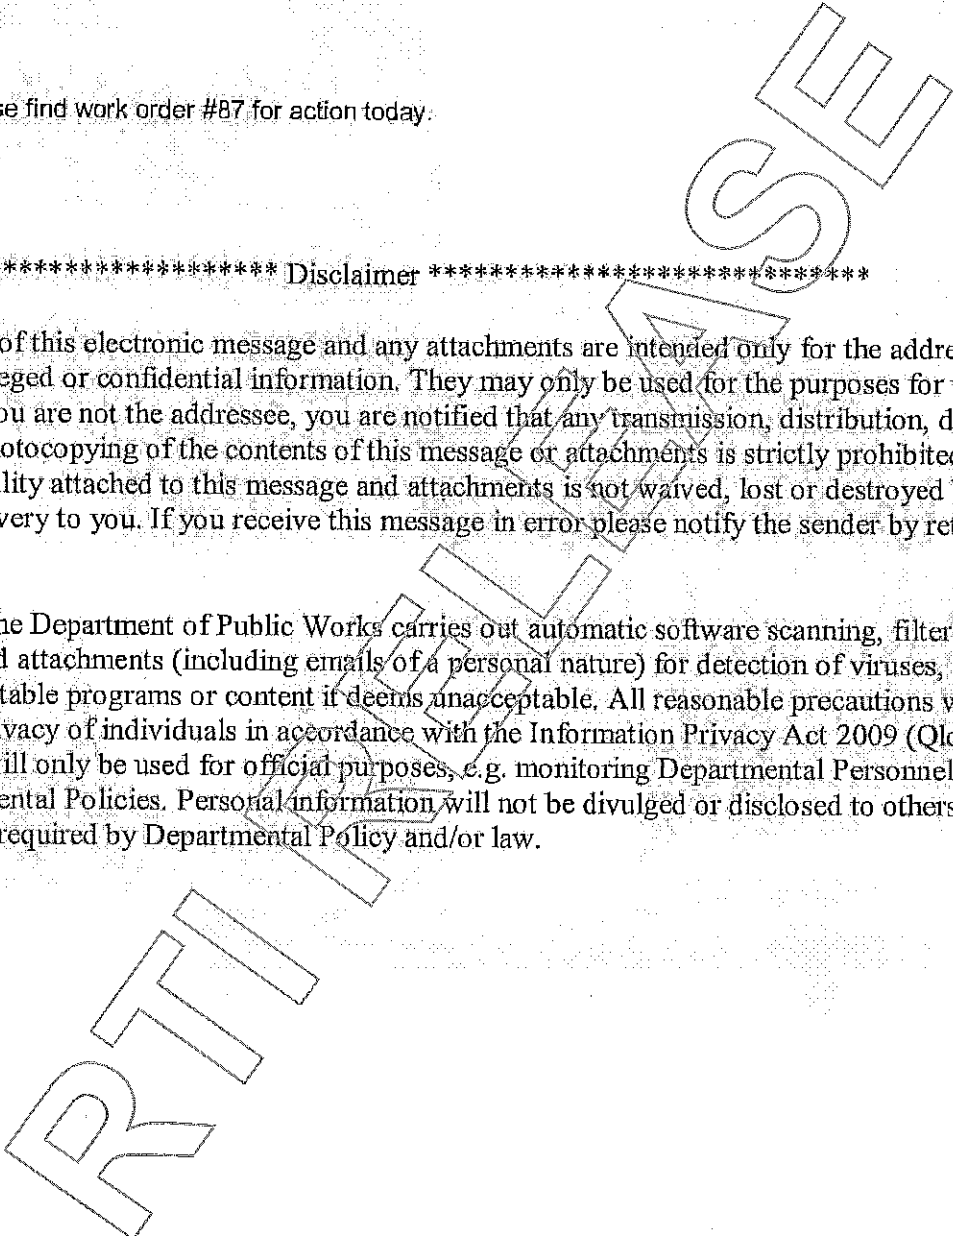 se find work order #87 for action today.
****************** Disclaimer *****************************
of this electronic message and any attachments are intended only for the addre
eged or confidential information. They may only be used for the purposes for
ou are not the addressee, you are notified that any transmission, distribution, d
otocopying of the contents of this message or attachments is strictly prohibited
lity attached to this message and attachments is not waived, lost or destroyed
very to you. If you receive this message in error please notify the sender by ret
he Department of Public Works carries out automatic software scanning, filter
d attachments (including emails of a personal nature) for detection of viruses,
table programs or content it deems unacceptable. All reasonable precautions w
vacy of individuals in accordance with the Information Privacy Act 2009 (Qld
ill only be used for official purposes, e.g. monitoring Departmental Personnel
ental Policies. Personal information will not be divulged or disclosed to others
required by Departmental Policy and/or law.
RTI RELEASE